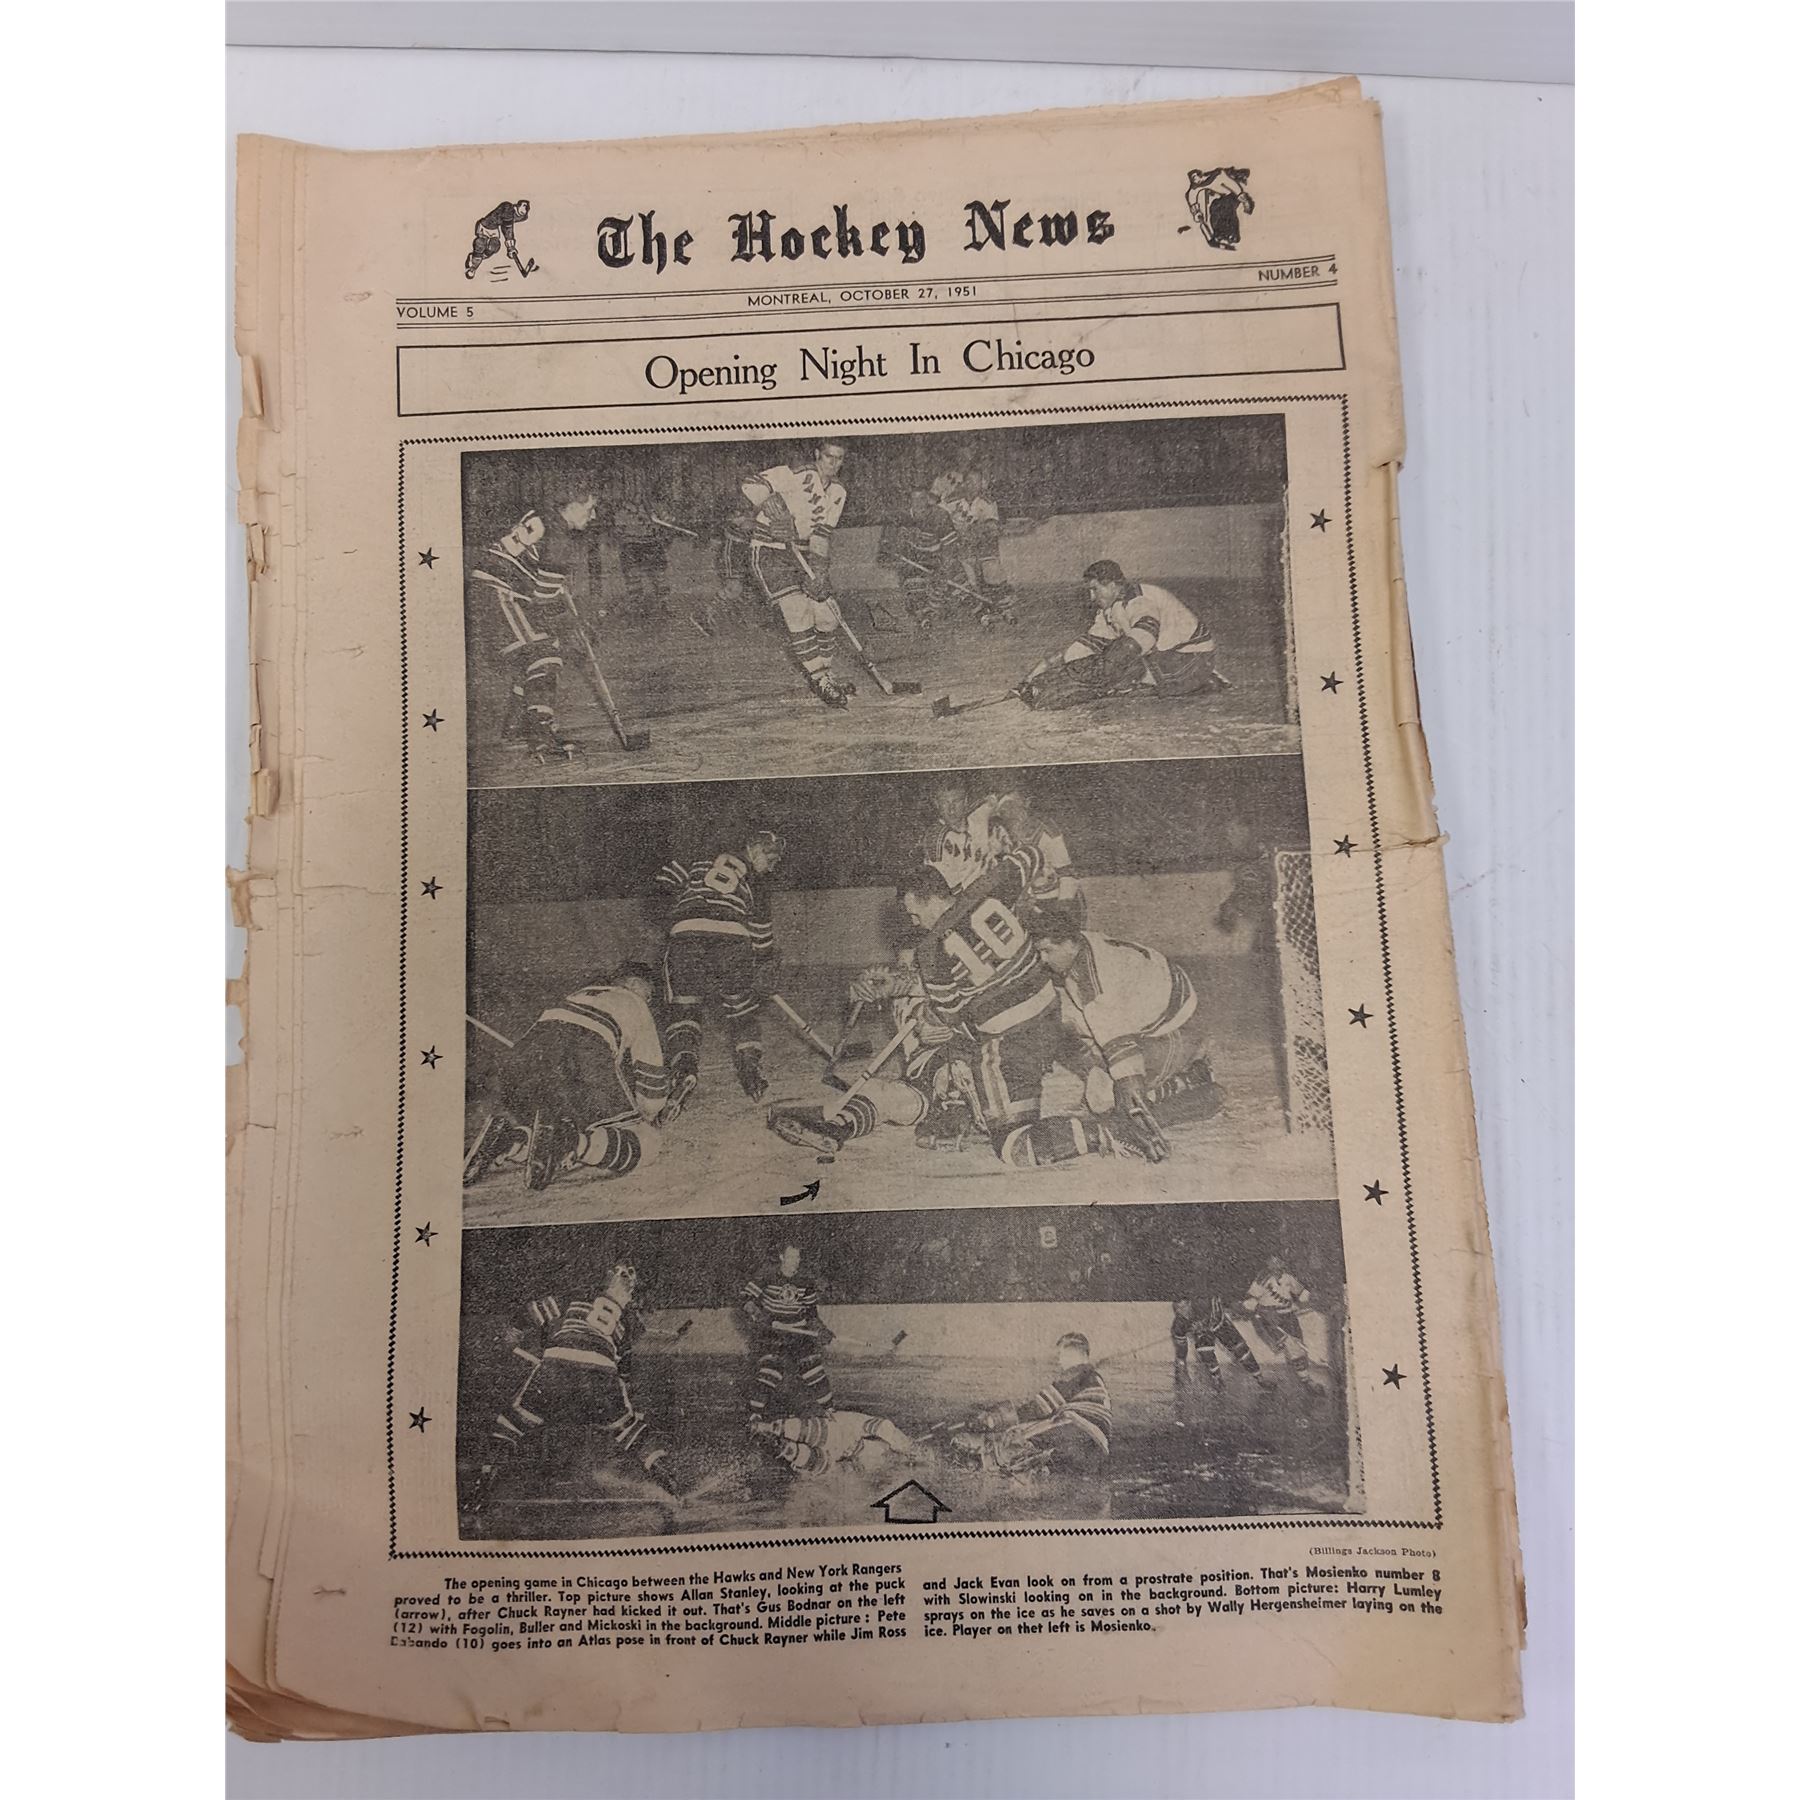 The Hockey News
VOLUME 5
MONTREAL, OCTOBER 27, 1951
NUMBER 4
Opening Night In Chicago
6
10
8
(Billings Jackson Photo)
The opening game in Chicago between the Hawks and New York Rangers
proved to be a thriller. Top picture shows Allan Stanley, looking at the puck
(arrow), after Chuck Rayner had kicked it out. That's Gus Bodnar on the left
(12) with Fogolin, Buller and Mickoski in the background. Middle picture : Pete
(10) goes into an Atlas pose in front of Chuck Rayner while Jim Ross
and Jack Evan look on from a prostrate position. That's Mosienko number 8
with Slowinski looking on in the background. Bottom picture: Harry Lumley
sprays on the ice as he saves on a shot by Wally Hergensheimer laying on the
ice. Player on thet left is Mosienko.